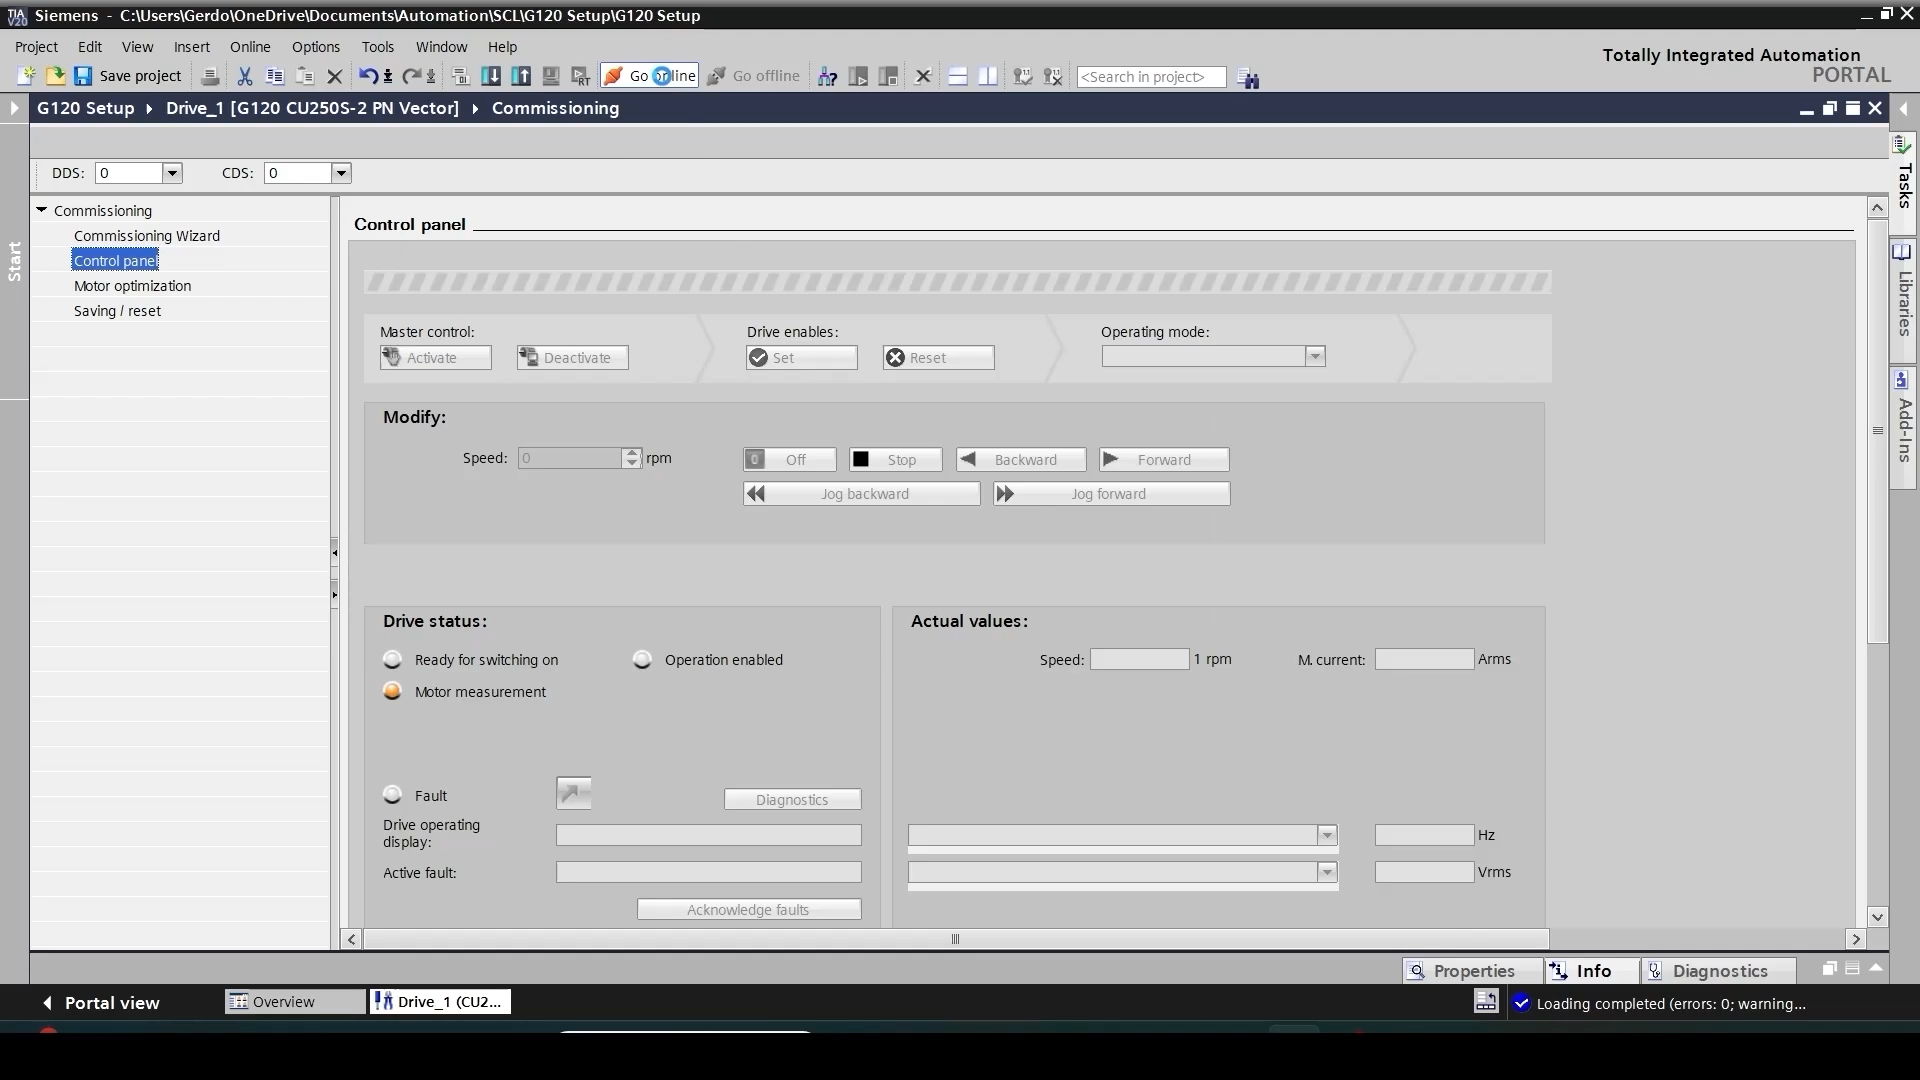 TIA V20 Siemens - C:\Users\Gerdo\OneDrive\Documents\Automation\SCL\G120 Setup\G120 Setup
Project Edit View Insert Online Options Tools Window Help
Totally Integrated Automation
PORTAL
Save project Go online Go offline <Search in project>
G120 Setup Drive_1 [G120 CU250S-2 PN Vector] Commissioning
DDS: 0 CDS: 0
Commissioning
Commissioning Wizard
Control panel
Motor optimization
Saving / reset
Start
Control panel
Master control: Drive enables: Operating mode:
Activate Deactivate Set Reset
Modify:
Speed: 0 rpm 0 Off Stop Backward Forward
Jog backward Jog forward
Drive status:
Ready for switching on Operation enabled
Motor measurement
Fault Diagnostics
Drive operating
display:
Active fault:
Acknowledge faults
Actual values:
Speed: 1 rpm M. current: Arms
Hz
Vrms
Tasks
Libraries
Add-Ins
Properties Info Diagnostics
Portal view Overview Drive_1 (CU2... Loading completed (errors: 0; warning...